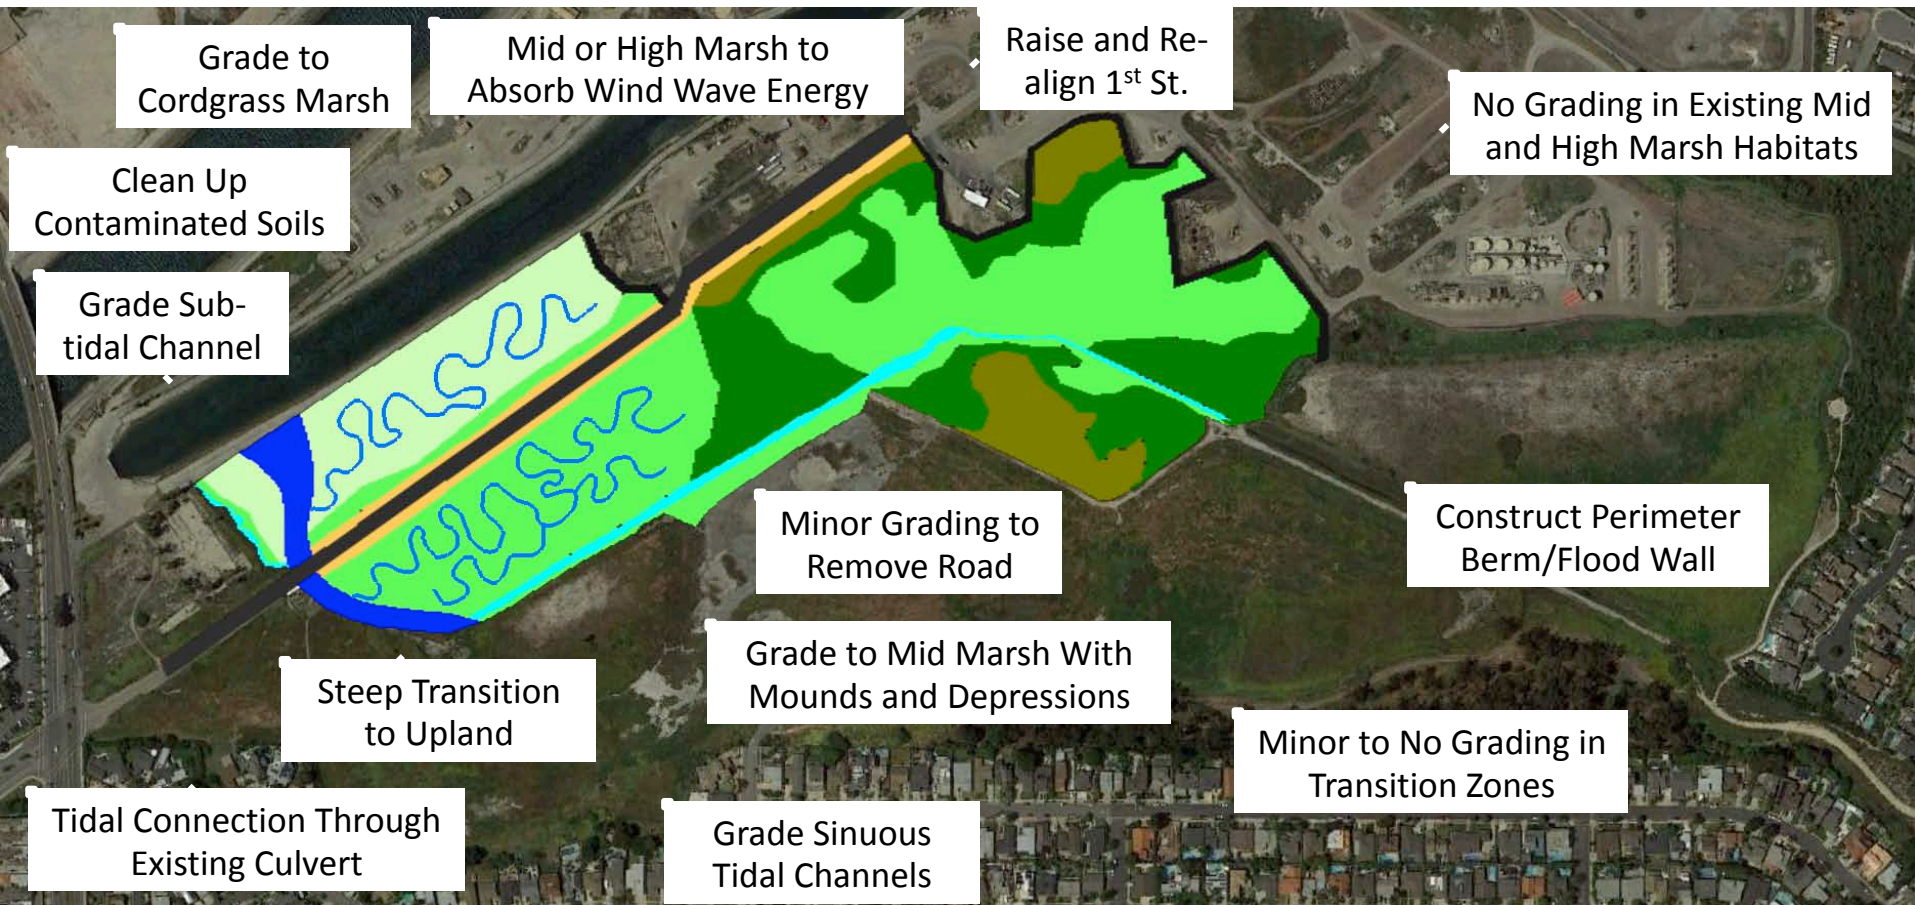 Grade to
Cordgrass Marsh
Mid or High Marsh to
Absorb Wind Wave Energy
Raise and Re-
align 1st St.
No Grading in Existing Mid
and High Marsh Habitats
Clean Up
Contaminated Soils
Grade Sub-
tidal Channel
Minor Grading to
Remove Road
Construct Perimeter
Berm/Flood Wall
Steep Transition
to Upland
Grade to Mid Marsh With
Mounds and Depressions
Minor to No Grading in
Transition Zones
Tidal Connection Through
Existing Culvert
Grade Sinuous
Tidal Channels